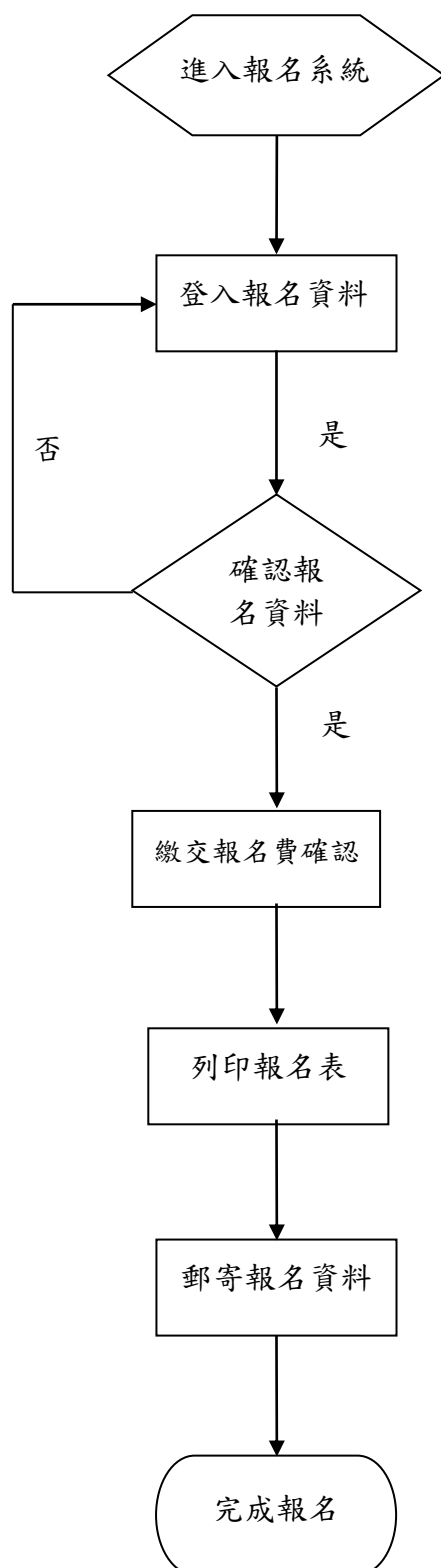 進入報名系統
登入報名資料
否
是
確認報
名資料
是
繳交報名費確認
列印報名表
郵寄報名資料
完成報名